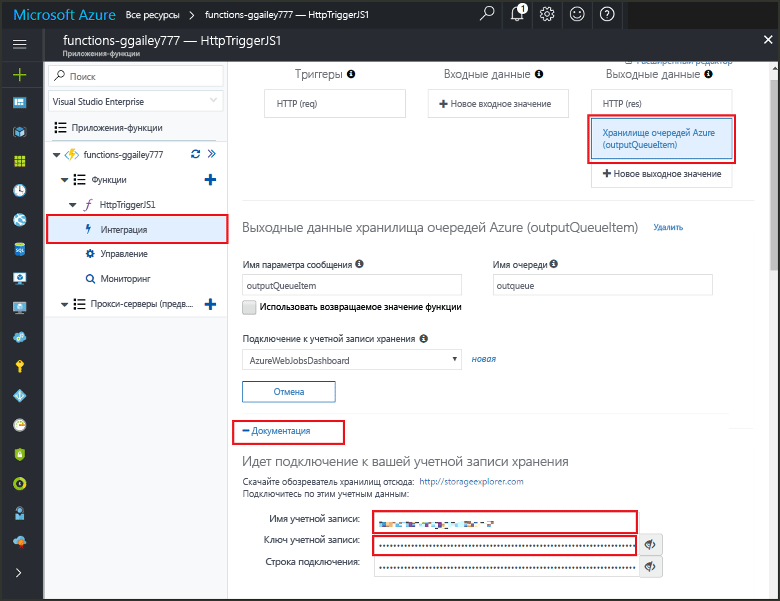 Microsoft Azure Все ресурсы > functions-ggailey777 — HttpTriggerJS1
1
functions-ggailey777 — HttpTriggerJS1
Приложения-функции
Поиск
Visual Studio Enterprise
Приложения-функции
functions-ggailey777
Функции
HttpTriggerJS1
Интеграция
Управление
Мониторинг
Прокси-серверы (предв...
Расширенный редактор
Триггеры
Входные данные
Выходные данные
HTTP (req)
Новое входное значение
HTTP (res)
Хранилище очередей Azure
(outputQueueItem)
Новое выходное значение
Выходные данные хранилища очередей Azure (outputQueueItem) Удалить
Имя параметра сообщения
Имя очереди
outputQueueItem
outqueue
Использовать возвращаемое значение функции
Подключение к учетной записи хранения
AzureWebJobsDashboard
новая
Отмена
Документация
Идет подключение к вашей учетной записи хранения
Скачайте обозреватель хранилищ отсюда: http://storageexplorer.com
Подключитесь по этим учетным данным:
Имя учетной записи:
Ключ учетной записи:
Строка подключения: